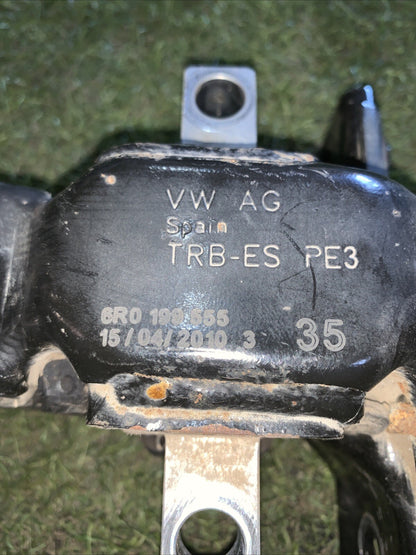 VW AG
Spain
TRB-ES PE3
6R0 199 555
15/04/2010 3 35